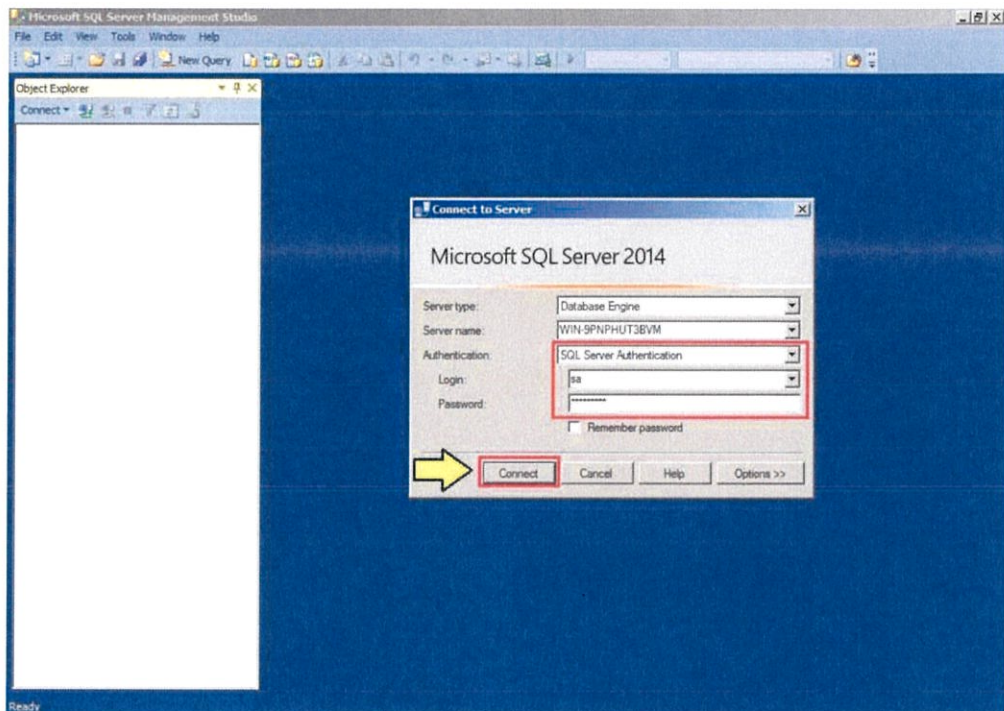 Microsoft SQL Server Management Studio
File Edit View Tools Window Help
New Query
Object Explorer
Connect
Connect to Server
Microsoft SQL Server 2014
Server type: Database Engine
Server name: WIN-9PNPHUT3BVM
Authentication: SQL Server Authentication
Login: sa
Password: *********
Remember password
Connect Cancel Help Options >>
Ready